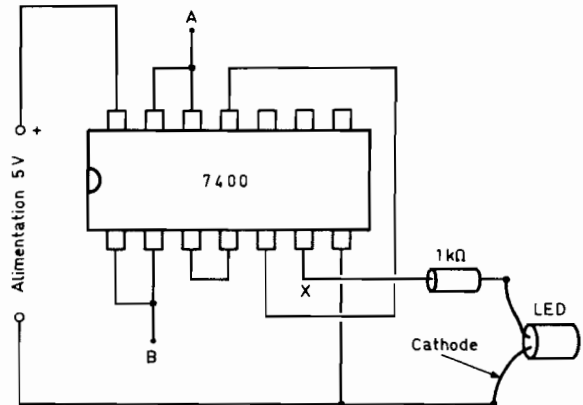 A
+
Alimentation 5 V
7400
1 kΩ
X
LED
Cathode
B